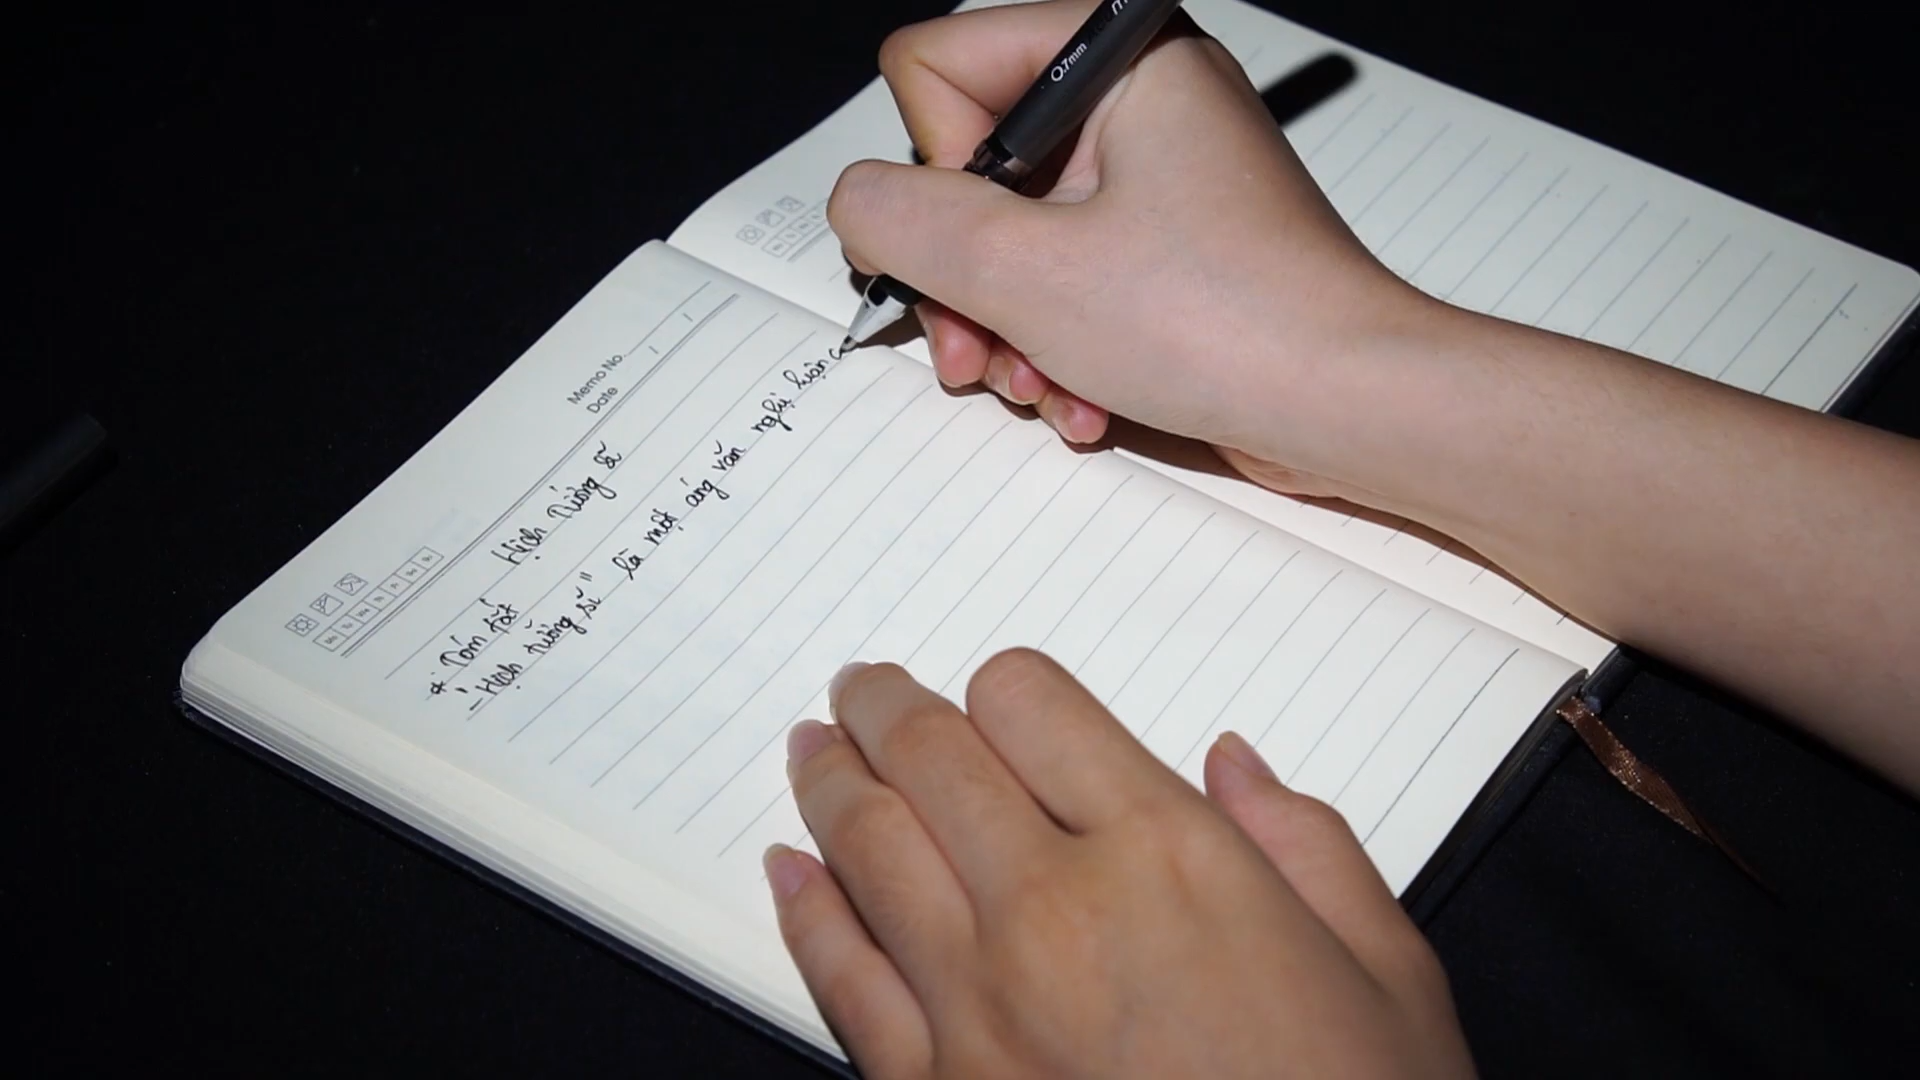 Memo No.
Date / /
Hịch tướng sĩ
* Tóm tắt
- "Hịch tướng sĩ" là một áng văn nghị luận c
0.7mm